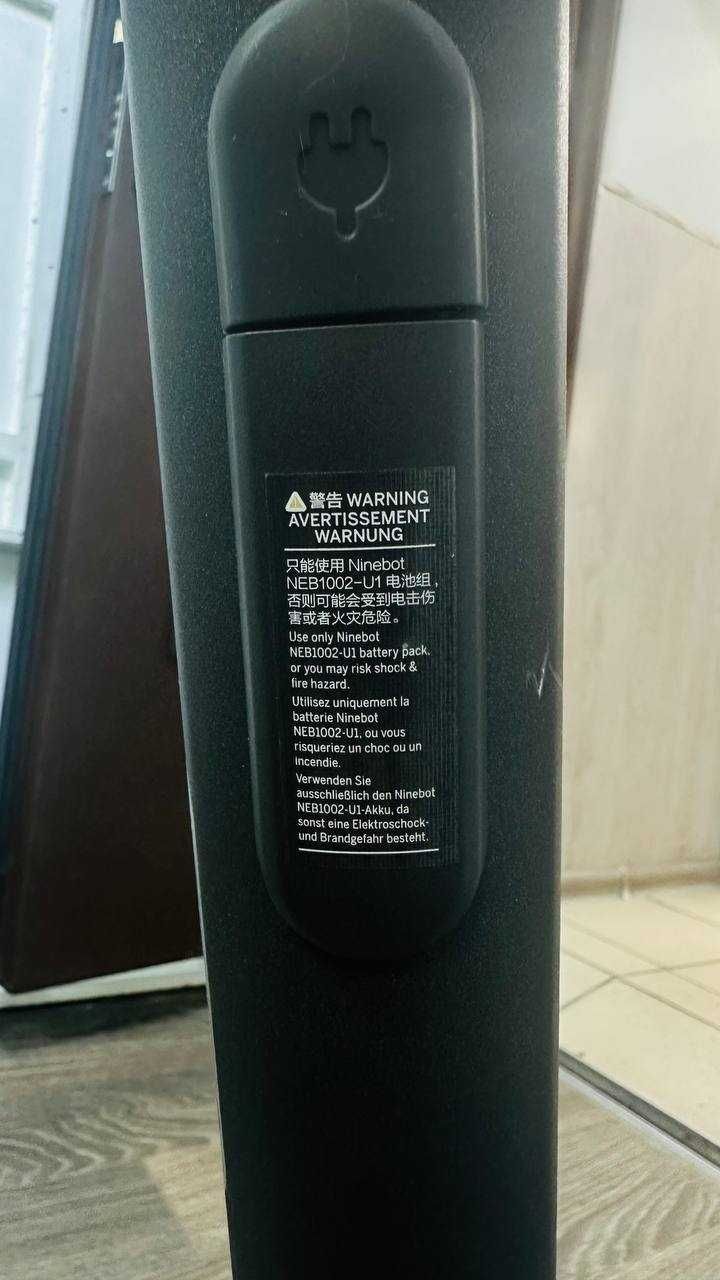 警告 WARNING
AVERTISSEMENT
WARNUNG
只能使用 Ninebot
NEB1002-U1 电池组，
否则可能会受到电击伤
害或者火灾危险。
Use only Ninebot
NEB1002-U1 battery pack.
or you may risk shock &
fire hazard.
Utilisez uniquement la
batterie Ninebot
NEB1002-U1, ou vous
risqueriez un choc ou un
incendie.
Verwenden Sie
ausschließlich den Ninebot
NEB1002-U1-Akku, da
sonst eine Elektroschock-
und Brandgefahr besteht.